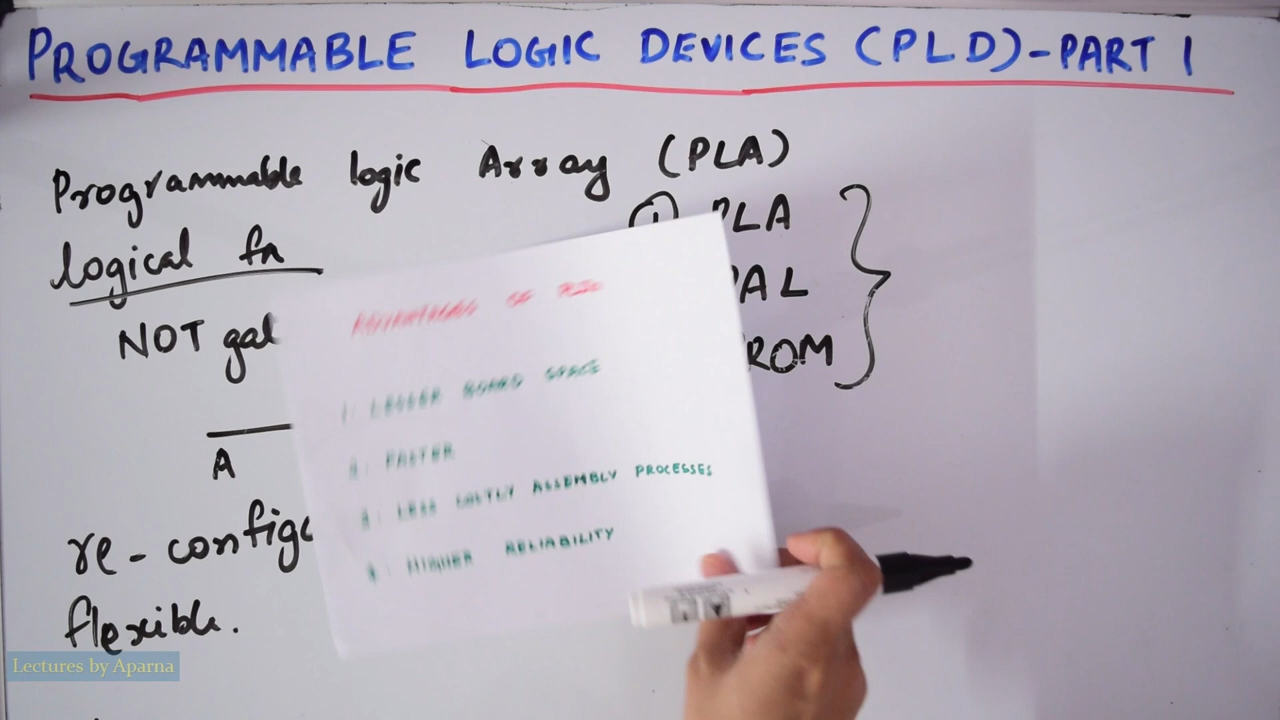 PROGRAMMABLE LOGIC DEVICES (PLD)-PART 1
Programmable logic Array (PLA)
logical fn
1 PLA
PAL
ROM
NOT gat
A
re-config
flexible.
ADVANTAGES OF PLD
1. LESSER BOARD SPACE
2. FASTER
3. LESS COSTLY ASSEMBLY PROCESSES
4. HIGHER RELIABILITY
Lectures by Aparna